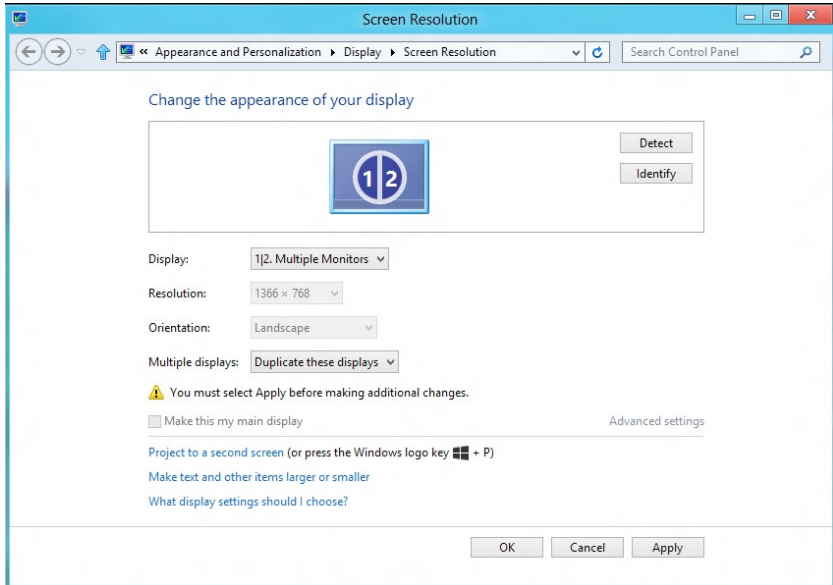 Screen Resolution
« Appearance and Personalization ▸ Display ▸ Screen Resolution
Search Control Panel
Change the appearance of your display
1|2
Detect
Identify
Display: 1|2. Multiple Monitors
Resolution: 1366 × 768
Orientation: Landscape
Multiple displays: Duplicate these displays
You must select Apply before making additional changes.
Make this my main display Advanced settings
Project to a second screen (or press the Windows logo key + P)
Make text and other items larger or smaller
What display settings should I choose?
OK Cancel Apply